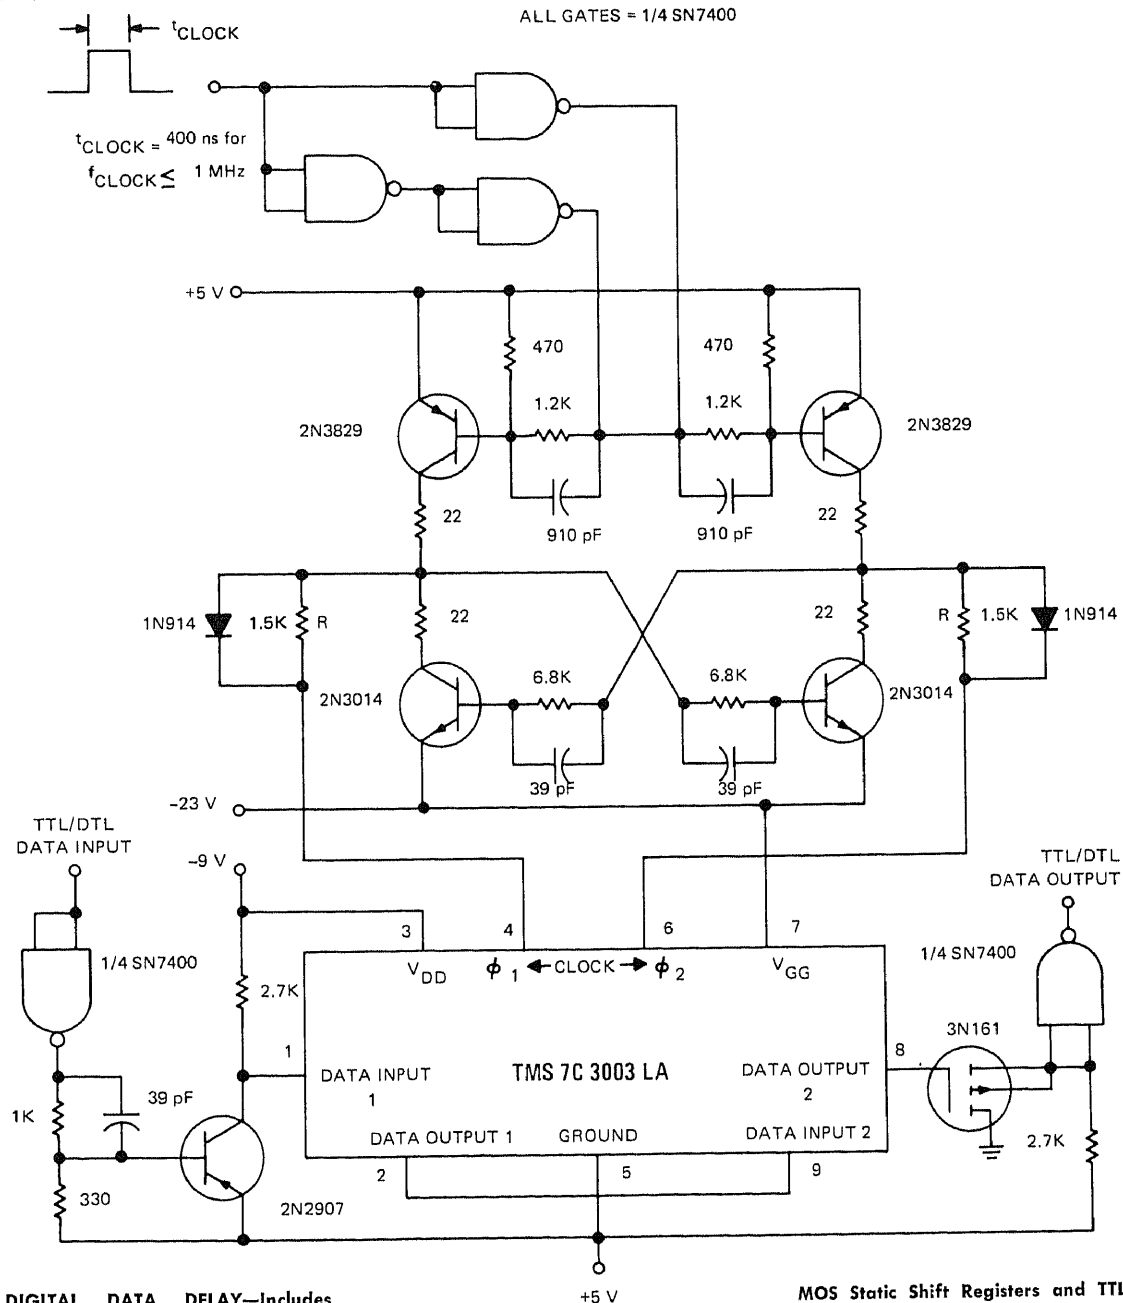 ALL GATES = 1/4 SN7400
tCLOCK
tCLOCK = 400 ns for
fCLOCK ≤ 1 MHz
+5 V
470
470
1.2K
1.2K
2N3829
2N3829
910 pF
910 pF
22
22
1N914
1.5K
R
22
22
R
1.5K
1N914
6.8K
6.8K
2N3014
2N3014
39 pF
39 pF
-23 V
TTL/DTL
DATA INPUT
-9 V
TTL/DTL
DATA OUTPUT
3
4
6
7
1/4 SN7400
VDD
ϕ1 ← CLOCK → ϕ2
VGG
1/4 SN7400
2.7K
3N161
1
8
DATA INPUT
1
TMS 7C 3003 LA
DATA OUTPUT
2
39 pF
1K
DATA OUTPUT 1
GROUND
DATA INPUT 2
2.7K
2
5
9
330
2N2907
+5 V
DIGITAL DATA DELAY—Includes
MOS Static Shift Registers and TTL